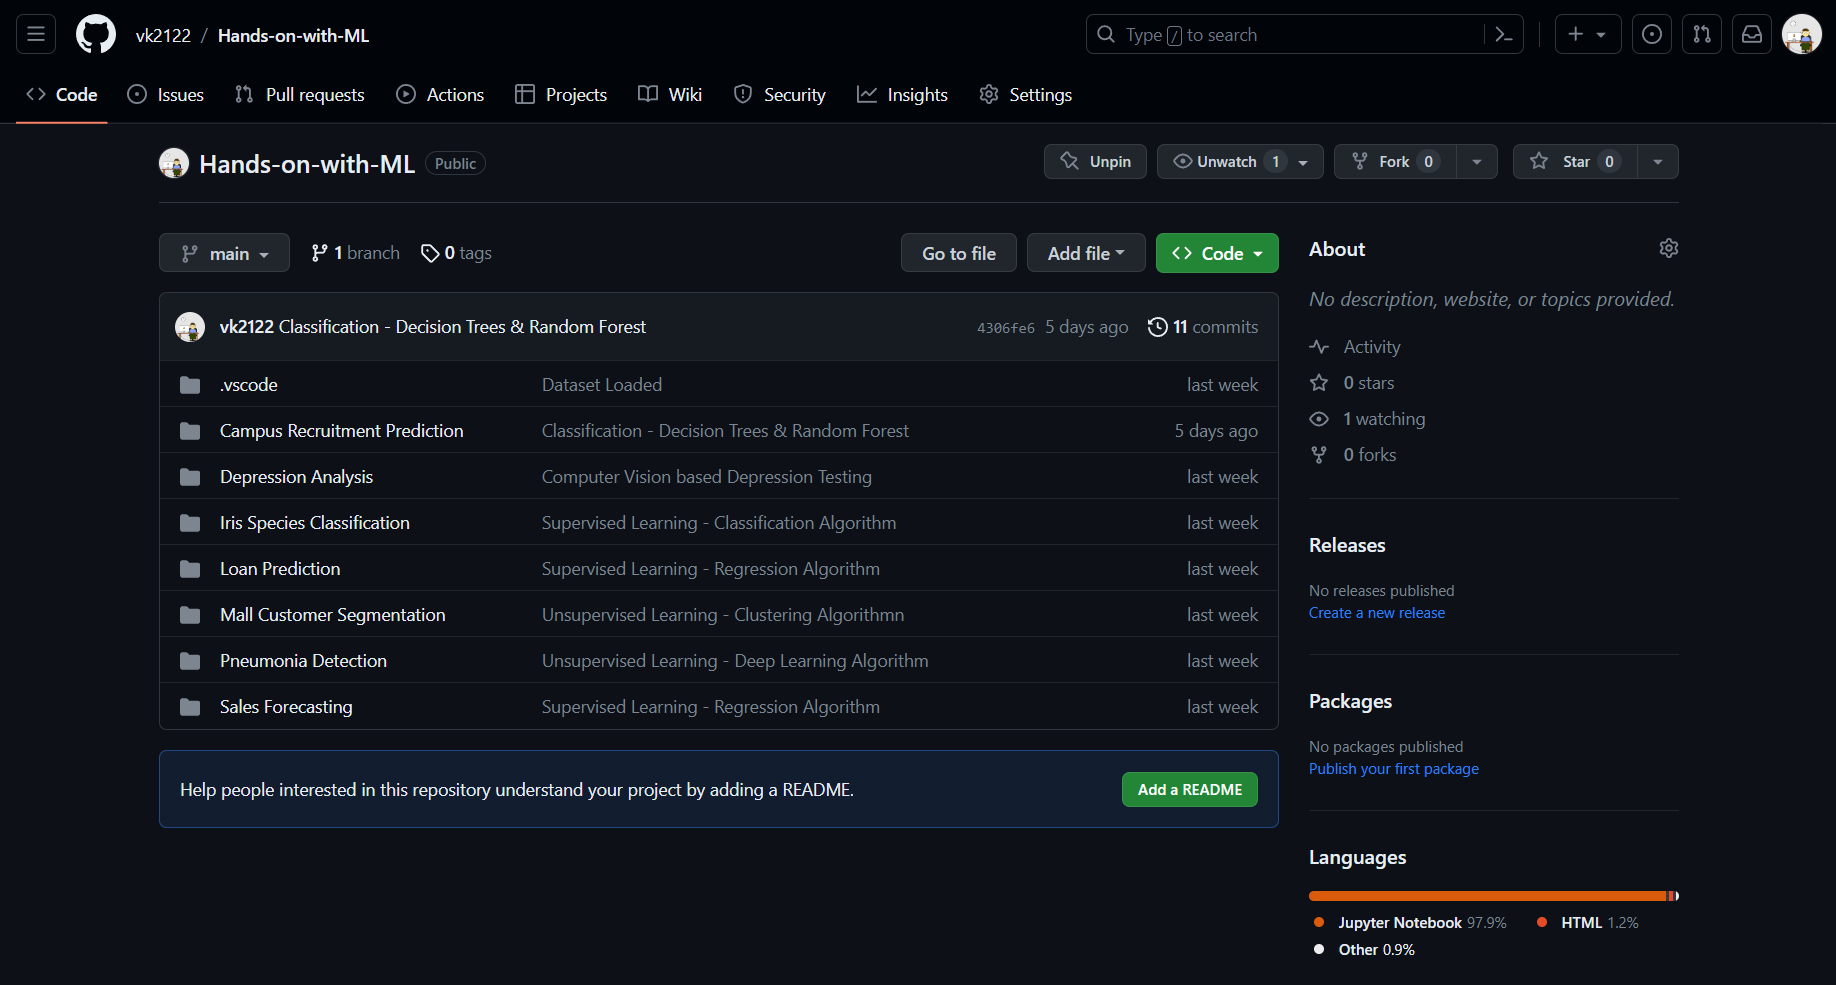 vk2122 / Hands-on-with-ML
Type / to search
Code Issues Pull requests Actions Projects Wiki Security Insights Settings
Hands-on-with-ML Public
Unpin Unwatch 1 Fork 0 Star 0
main 1 branch 0 tags Go to file Add file Code
vk2122 Classification - Decision Trees & Random Forest 4306fe6 5 days ago 11 commits
.vscode Dataset Loaded last week
Campus Recruitment Prediction Classification - Decision Trees & Random Forest 5 days ago
Depression Analysis Computer Vision based Depression Testing last week
Iris Species Classification Supervised Learning - Classification Algorithm last week
Loan Prediction Supervised Learning - Regression Algorithm last week
Mall Customer Segmentation Unsupervised Learning - Clustering Algorithmn last week
Pneumonia Detection Unsupervised Learning - Deep Learning Algorithm last week
Sales Forecasting Supervised Learning - Regression Algorithm last week
Help people interested in this repository understand your project by adding a README. Add a README
About
No description, website, or topics provided.
Activity
0 stars
1 watching
0 forks
Releases
No releases published
Create a new release
Packages
No packages published
Publish your first package
Languages
Jupyter Notebook 97.9% HTML 1.2%
Other 0.9%